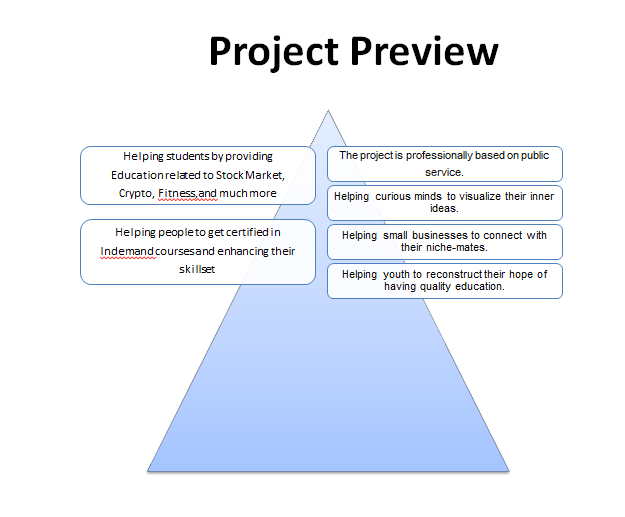 Project Preview
Helping students by providing
Education related to Stock Market,
Crypto, Fitness,and much more
Helping people to get certified in
Indemand courses and enhancing their
skillset
The project is professionally based on public
service.
Helping curious minds to visualize their inner
ideas.
Helping small businesses to connect with
their niche-mates.
Helping youth to reconstruct their hope of
having quality education.